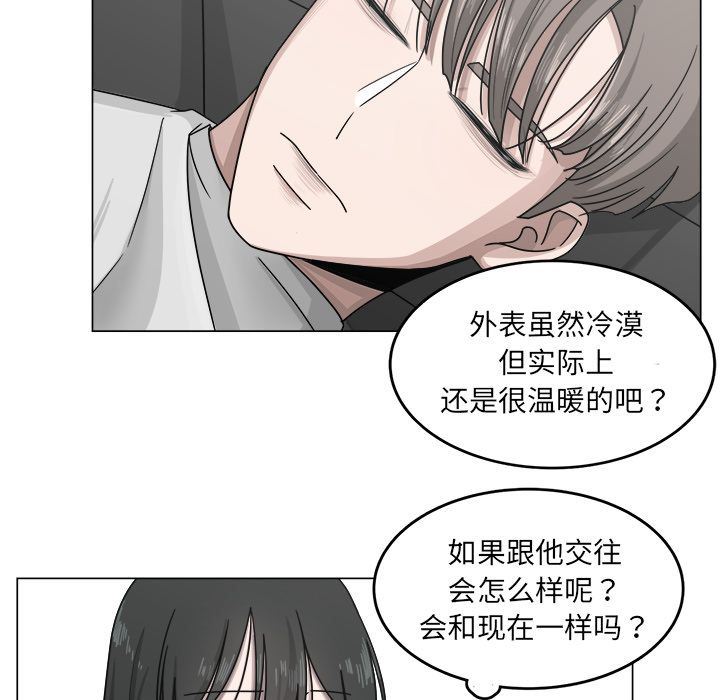 外表虽然冷漠
但实际上
还是很温暖的吧？
如果跟他交往
会怎么样呢？
会和现在一样吗？